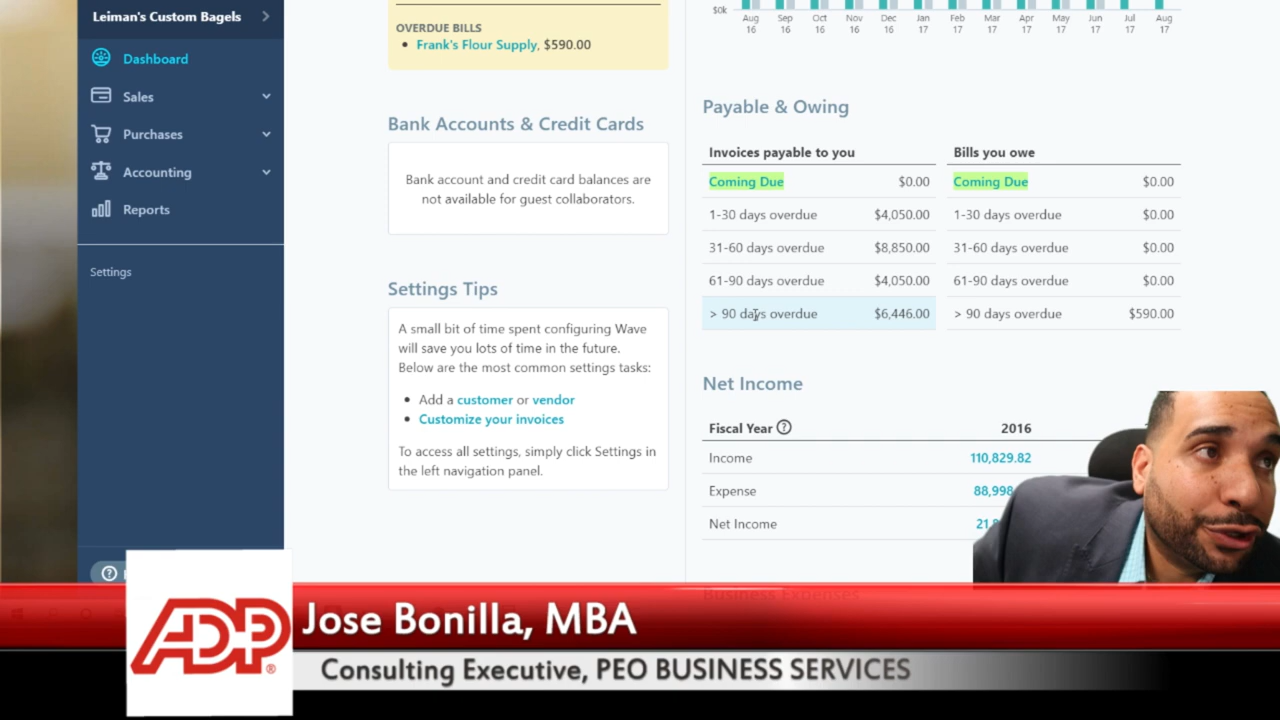 Leiman's Custom Bagels
Dashboard
Sales
Purchases
Accounting
Reports
Settings
OVERDUE BILLS
Frank's Flour Supply, $590.00
Bank Accounts & Credit Cards
Bank account and credit card balances are
not available for guest collaborators.
Settings Tips
A small bit of time spent configuring Wave
will save you lots of time in the future.
Below are the most common settings tasks:
• Add a customer or vendor
• Customize your invoices
To access all settings, simply click Settings in
the left navigation panel.
$0k
Aug Sep Oct Nov Dec Jan Feb Mar Apr May Jun Jul Aug
16 16 16 16 16 17 17 17 17 17 17 17 17
Payable & Owing
Invoices payable to you
Coming Due $0.00
1-30 days overdue $4,050.00
31-60 days overdue $8,850.00
61-90 days overdue $4,050.00
> 90 days overdue $6,446.00
Bills you owe
Coming Due $0.00
1-30 days overdue $0.00
31-60 days overdue $0.00
61-90 days overdue $0.00
> 90 days overdue $590.00
Net Income
Fiscal Year 2016
Income 110,829.82
Expense 88,998
Net Income
Business Expenses
ADP
Jose Bonilla, MBA
Consulting Executive, PEO BUSINESS SERVICES